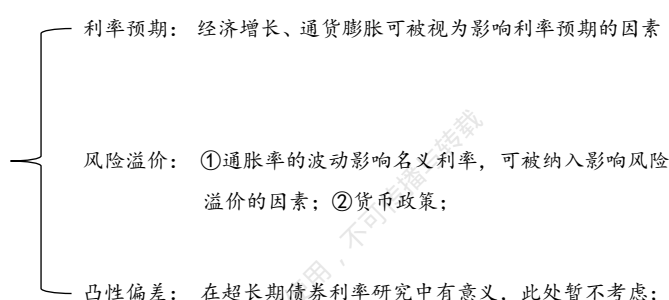 利率预期： 经济增长、通货膨胀可被视为影响利率预期的因素
风险溢价： ①通胀率的波动影响名义利率，可被纳入影响风险
溢价的因素；②货币政策；
凸性偏差： 在超长期债券利率研究中有意义，此处暂不考虑；